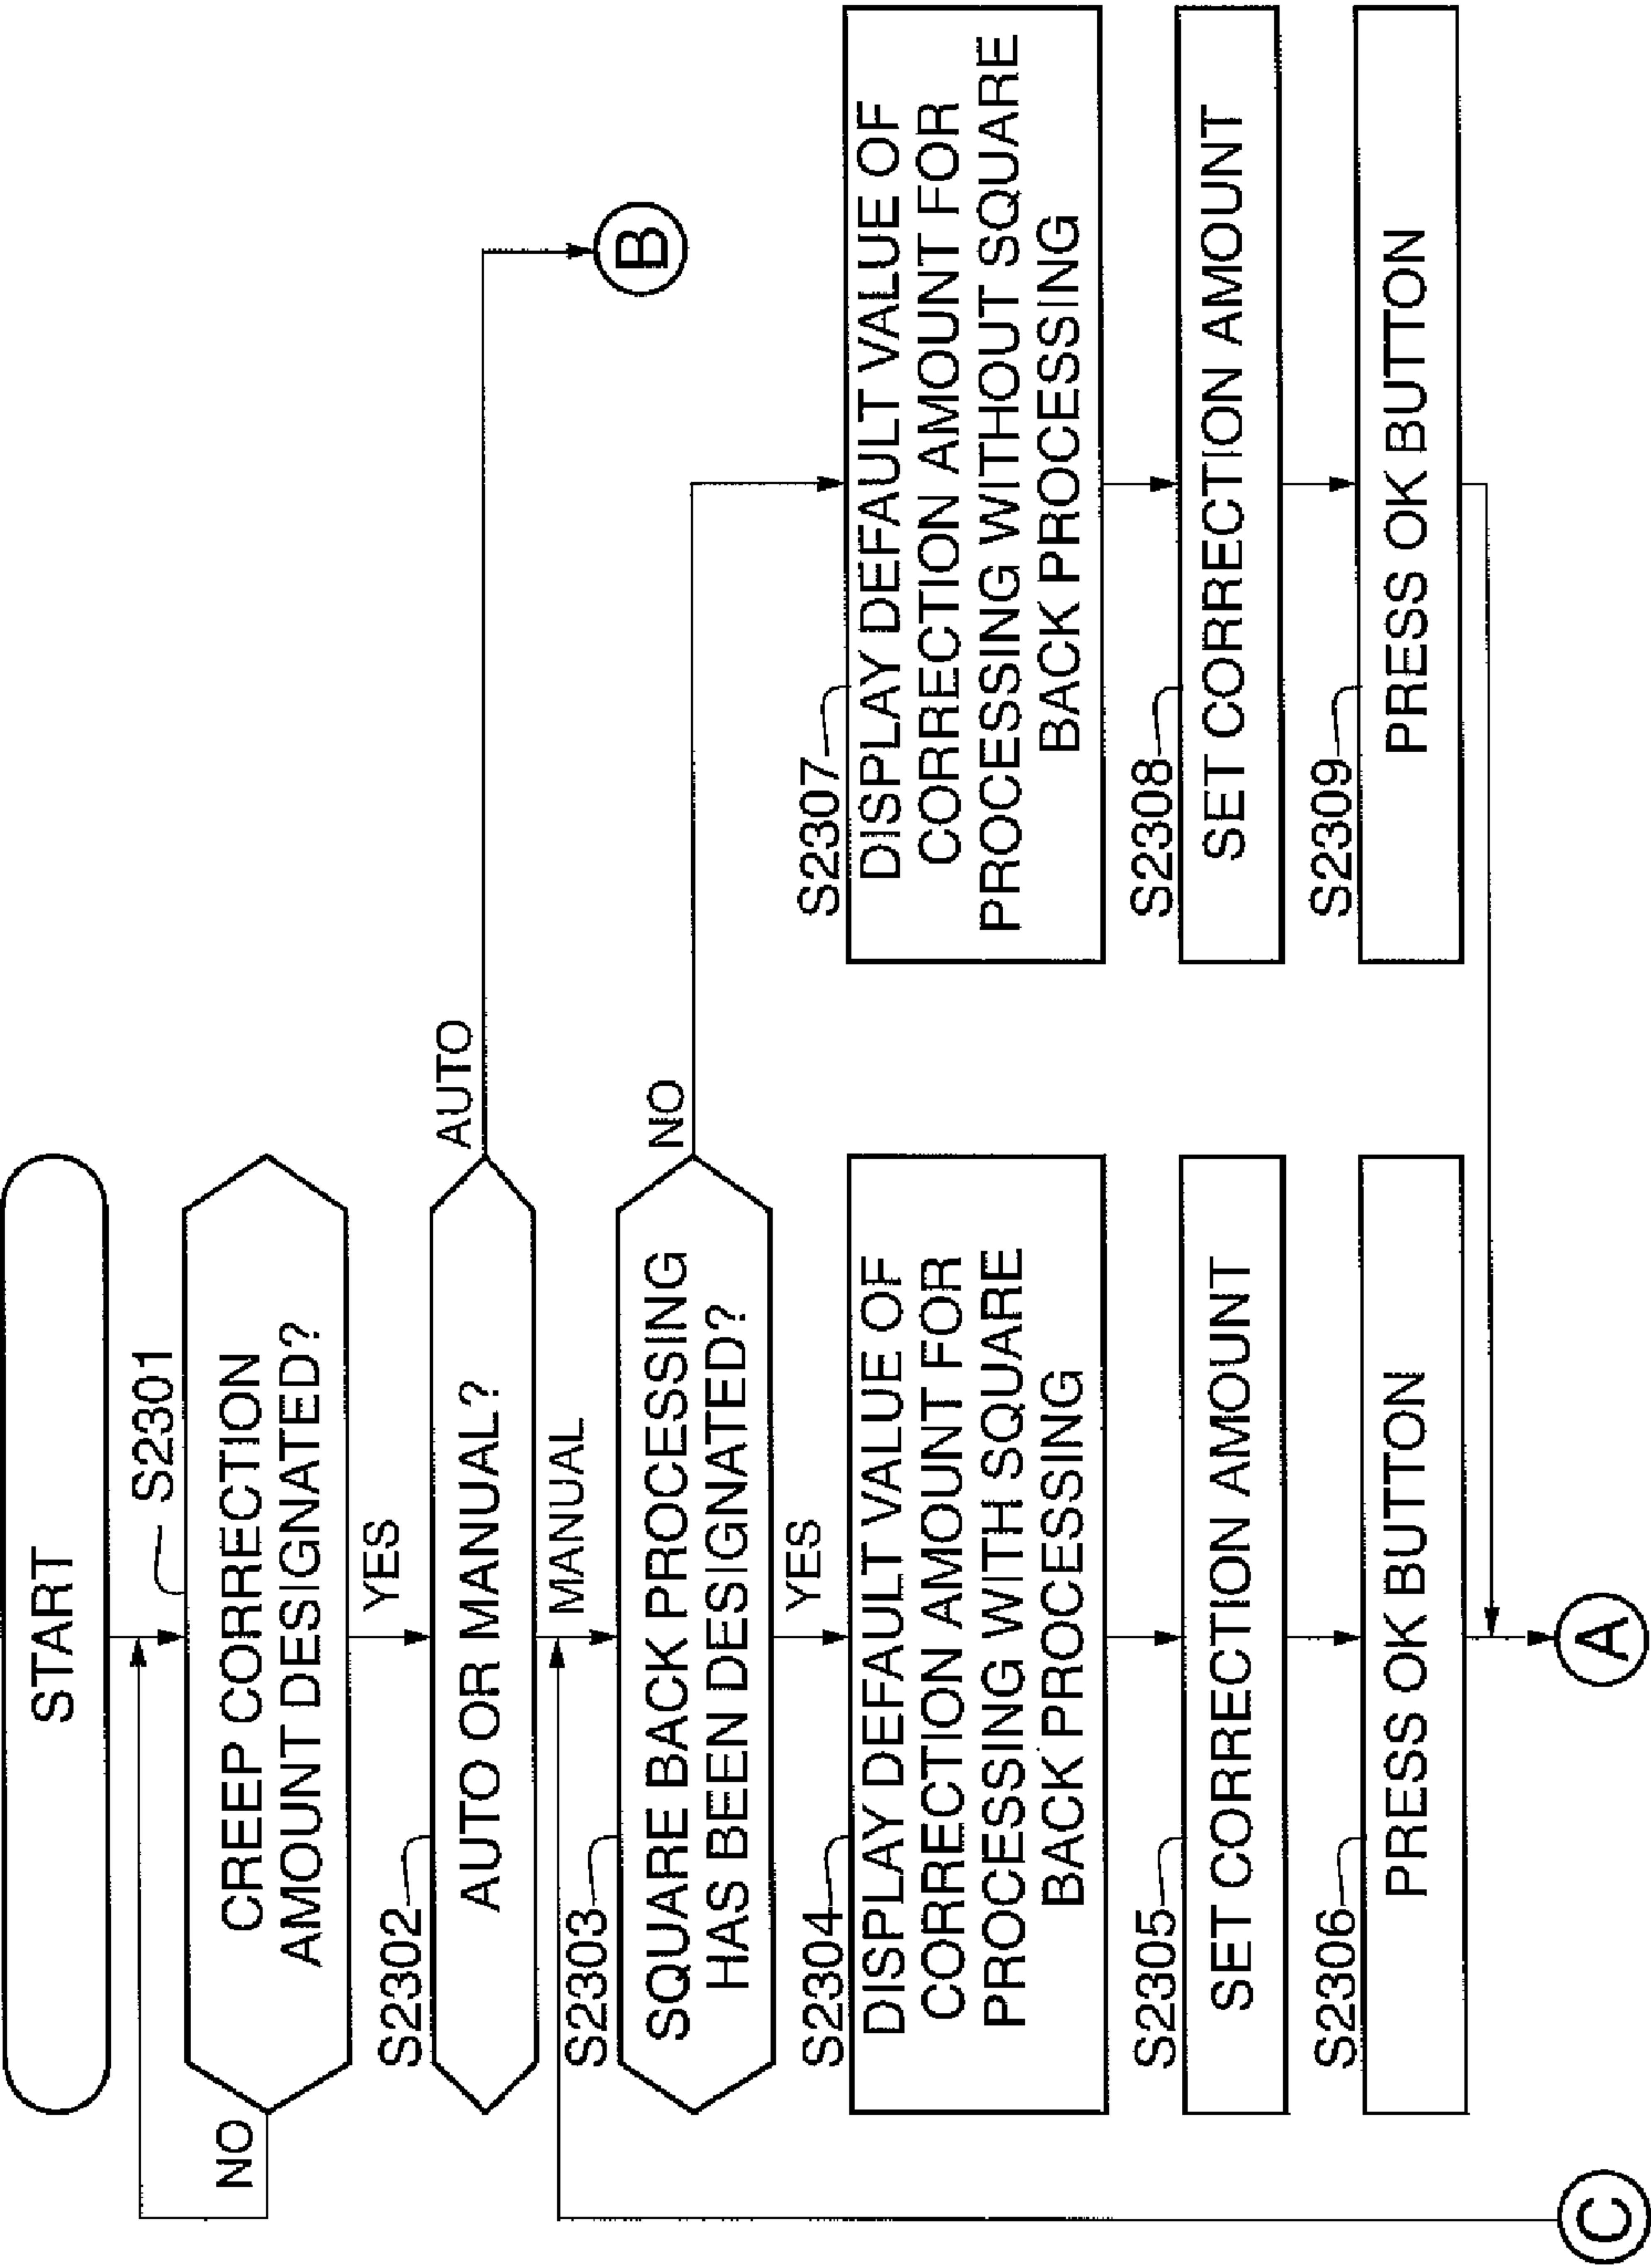 START
S2301
CREEP CORRECTION
AMOUNT DESIGNATED?
NO
YES
S2302
AUTO OR MANUAL?
AUTO
MANUAL
B
S2303
SQUARE BACK PROCESSING
HAS BEEN DESIGNATED?
NO
YES
S2304
DISPLAY DEFAULT VALUE OF
CORRECTION AMOUNT FOR
PROCESSING WITH SQUARE
BACK PROCESSING
S2307
DISPLAY DEFAULT VALUE OF
CORRECTION AMOUNT FOR
PROCESSING WITHOUT SQUARE
BACK PROCESSING
S2305
SET CORRECTION AMOUNT
S2308
SET CORRECTION AMOUNT
S2306
PRESS OK BUTTON
S2309
PRESS OK BUTTON
C
A